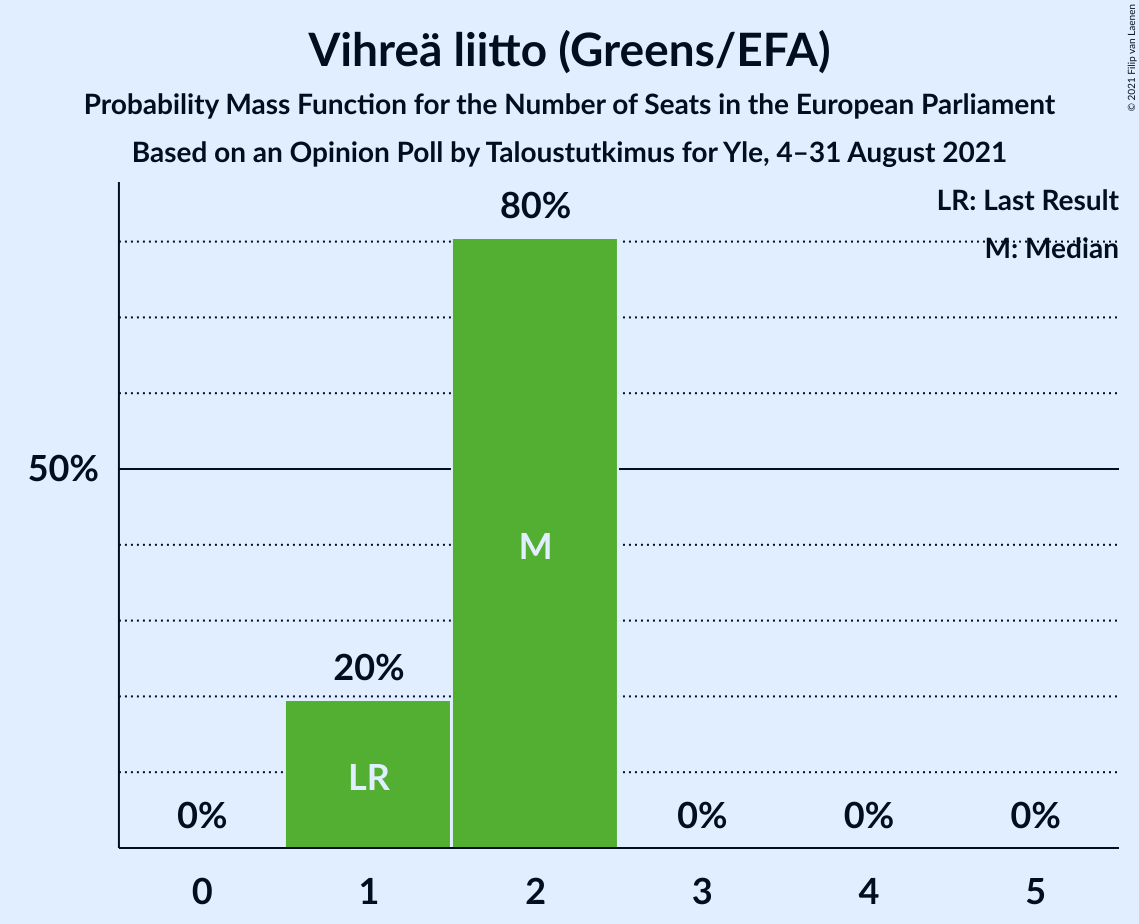 Vihreä liitto (Greens/EFA)
Probability Mass Function for the Number of Seats in the European Parliament
Based on an Opinion Poll by Taloustutkimus for Yle, 4–31 August 2021
© 2021 Filip van Laenen
LR: Last Result
M: Median
80%
50%
M
20%
LR
0%
0%
0%
0%
0
1
2
3
4
5